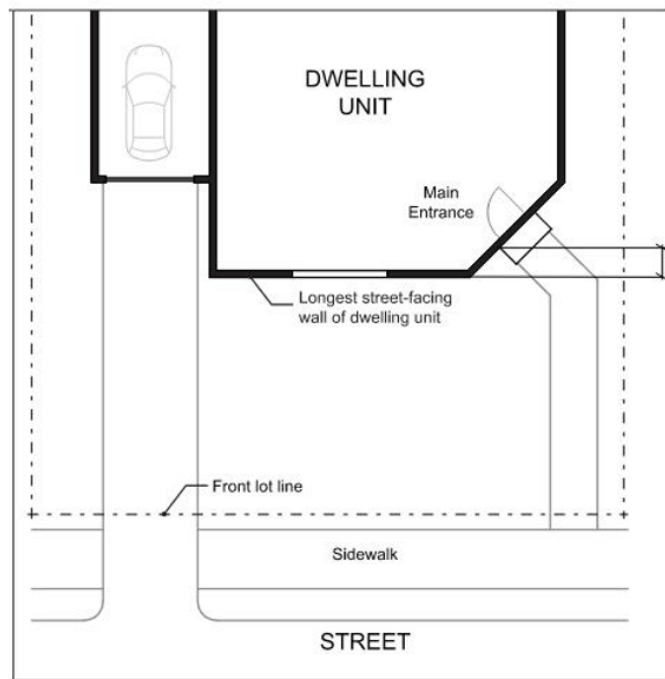 DWELLING
UNIT
Main
Entrance
Longest street-facing
wall of dwelling unit
Front lot line
Sidewalk
STREET